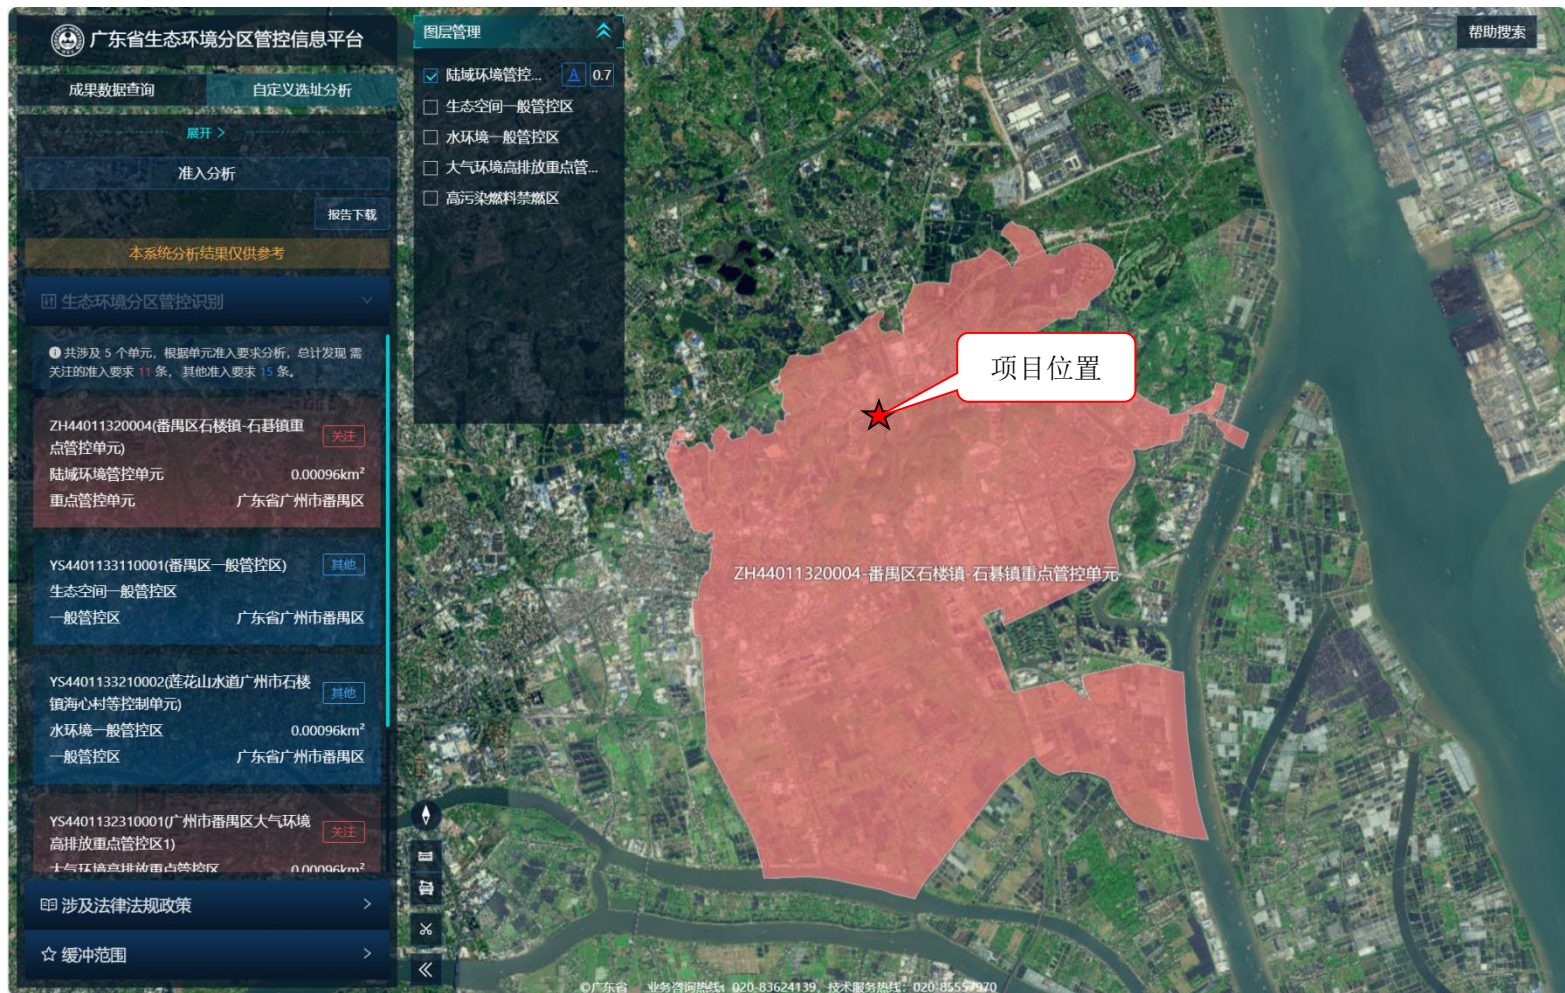 广东省生态环境分区管控信息平台
成果数据查询
自定义选址分析
展开 >
准入分析
报告下载
本系统分析结果仅供参考
生态环境分区管控识别
共涉及 5 个单元，根据单元准入要求分析，总计发现 需
关注的准入要求 11 条， 其他准入要求 15 条。
ZH44011320004(番禺区石楼镇-石碁镇重
点管控单元)
关注
陆域环境管控单元 0.00096km²
重点管控单元 广东省广州市番禺区
YS4401133110001(番禺区一般管控区)
其他
生态空间一般管控区
一般管控区 广东省广州市番禺区
YS4401133210002(莲花山水道广州市石楼
镇海心村等控制单元)
其他
水环境一般管控区 0.00096km²
一般管控区 广东省广州市番禺区
YS4401132310001(广州市番禺区大气环境
高排放重点管控区1)
关注
大气环境高排放重点管控区 0.00096km²
涉及法律法规政策
缓冲范围
图层管理
陆域环境管控... A 0.7
生态空间一般管控区
水环境一般管控区
大气环境高排放重点管...
高污染燃料禁燃区
帮助搜索
项目位置
ZH44011320004-番禺区石楼镇-石碁镇重点管控单元
©广东省 业务咨询热线：020-83624139，技术服务热线：020-85557970